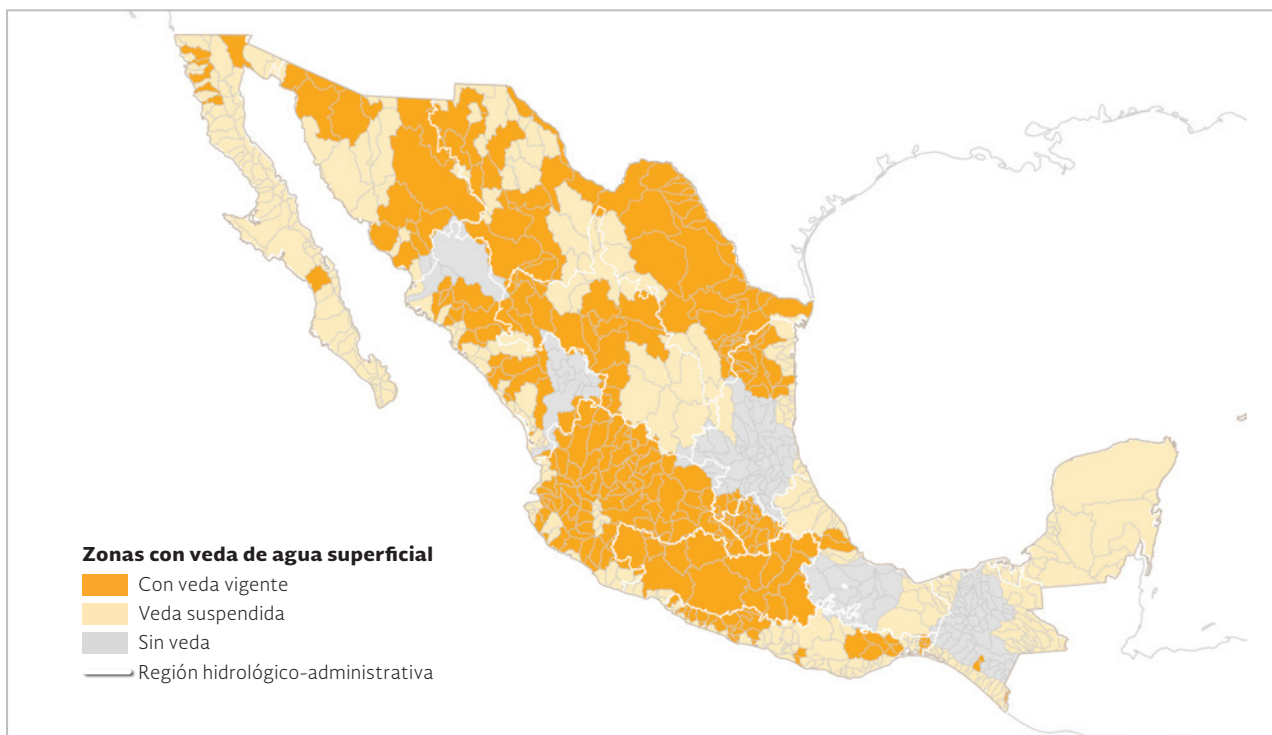 Zonas con veda de agua superficial
Con veda vigente
Veda suspendida
Sin veda
Región hidrológico-administrativa